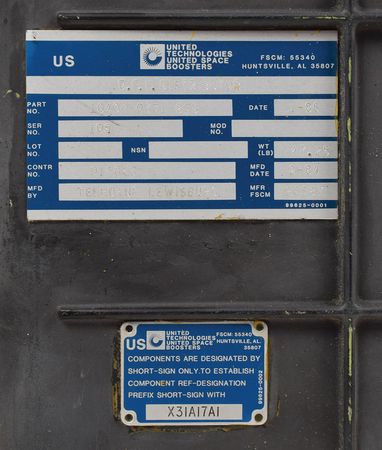 US
UNITED
TECHNOLOGIES
UNITED SPACE
BOOSTERS
FSCM: 55340
HUNTSVILLE, AL 35807
PART NO.
DATE
SER NO.
MOD NO.
LOT NO.
NSN
WT (LB)
CONTR NO.
MFD DATE
MFD BY
MFR FSCM
99625-0001
US
UNITED
TECHNOLOGIES
UNITED SPACE
BOOSTERS
FSCM: 55340
HUNTSVILLE, AL.
35807
COMPONENTS ARE DESIGNATED BY
SHORT-SIGN ONLY. TO ESTABLISH
COMPONENT REF-DESIGNATION
PREFIX SHORT-SIGN WITH
99625-0002
X31A17A1